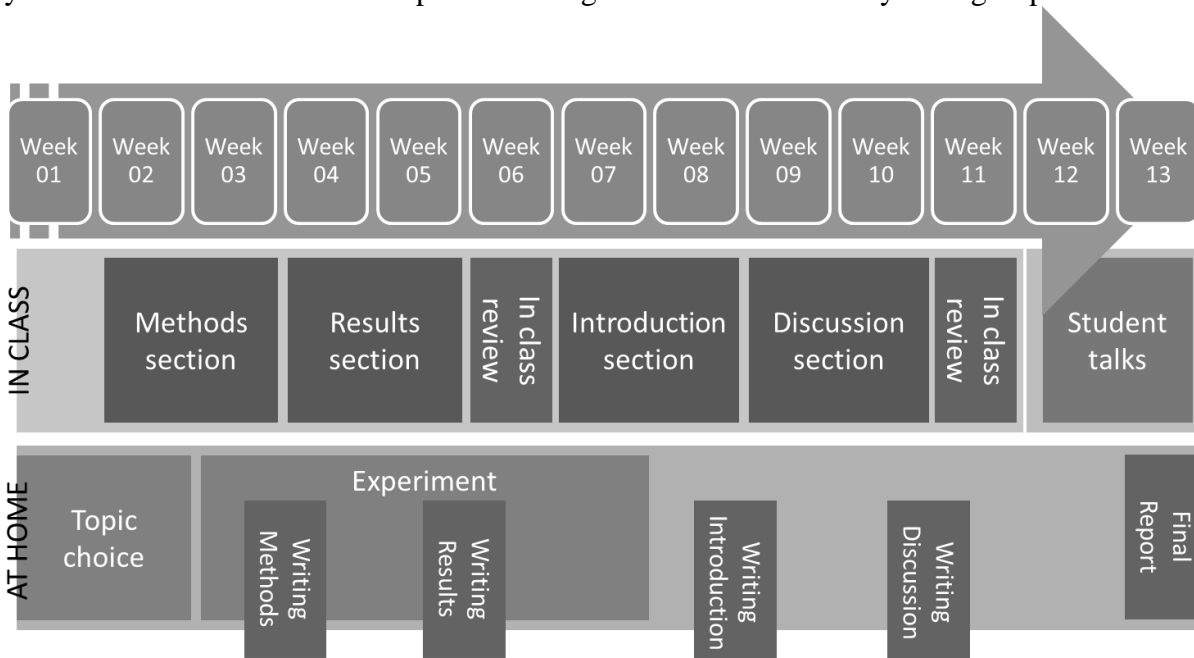 Week
01
Week
02
Week
03
Week
04
Week
05
Week
06
Week
07
Week
08
Week
09
Week
10
Week
11
Week
12
Week
13
IN CLASS
Methods
section
Results
section
In class
review
Introduction
section
Discussion
section
In class
review
Student
talks
AT HOME
Topic
choice
Experiment
Writing
Methods
Writing
Results
Writing
Introduction
Writing
Discussion
Final
Report